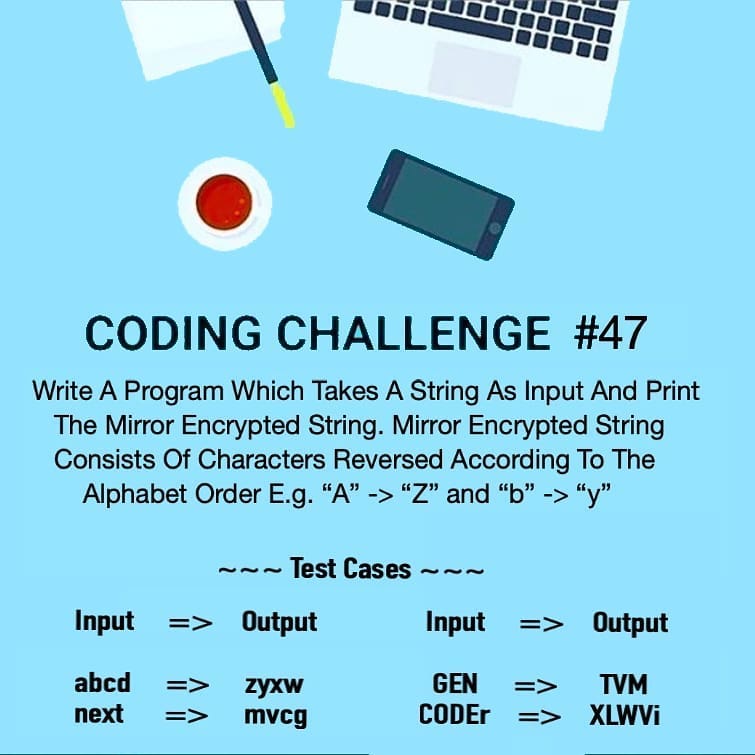 CODING CHALLENGE #47
Write A Program Which Takes A String As Input And Print
The Mirror Encrypted String. Mirror Encrypted String
Consists Of Characters Reversed According To The
Alphabet Order E.g. “A” -> “Z” and “b” -> “y”
~~~ Test Cases ~~~
Input => Output Input => Output
abcd => zyxw GEN => TVM
next => mvcg CODEr => XLWVi